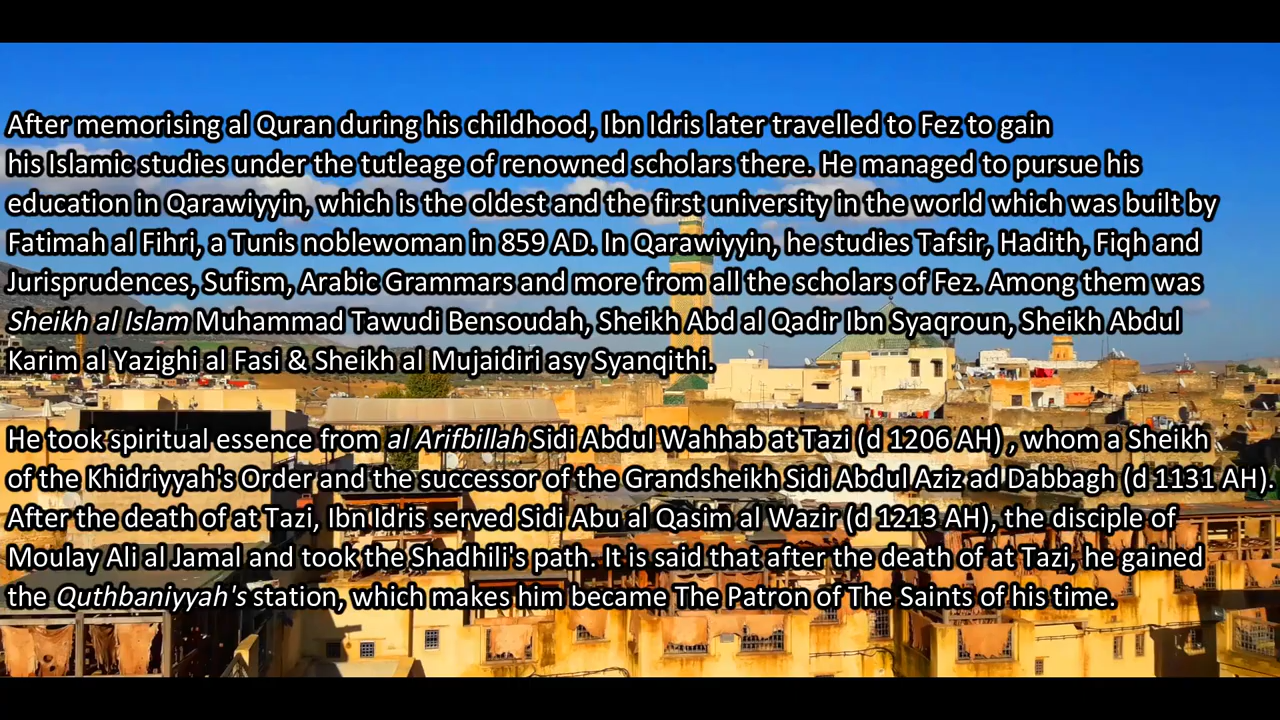 After memorising al Quran during his childhood, Ibn Idris later travelled to Fez to gain
his Islamic studies under the tutleage of renowned scholars there. He managed to pursue his
education in Qarawiyyin, which is the oldest and the first university in the world which was built by
Fatimah al Fihri, a Tunis noblewoman in 859 AD. In Qarawiyyin, he studies Tafsir, Hadith, Fiqh and
Jurisprudences, Sufism, Arabic Grammars and more from all the scholars of Fez. Among them was
Sheikh al Islam Muhammad Tawudi Bensoudah, Sheikh Abd al Qadir Ibn Syaqroun, Sheikh Abdul
Karim al Yazighi al Fasi & Sheikh al Mujaidiri asy Syanqithi.
He took spiritual essence from al Arifbillah Sidi Abdul Wahhab at Tazi (d 1206 AH) , whom a Sheikh
of the Khidriyyah's Order and the successor of the Grandsheikh Sidi Abdul Aziz ad Dabbagh (d 1131 AH).
After the death of at Tazi, Ibn Idris served Sidi Abu al Qasim al Wazir (d 1213 AH), the disciple of
Moulay Ali al Jamal and took the Shadhili's path. It is said that after the death of at Tazi, he gained
the Quthbaniyyah's station, which makes him became The Patron of The Saints of his time.